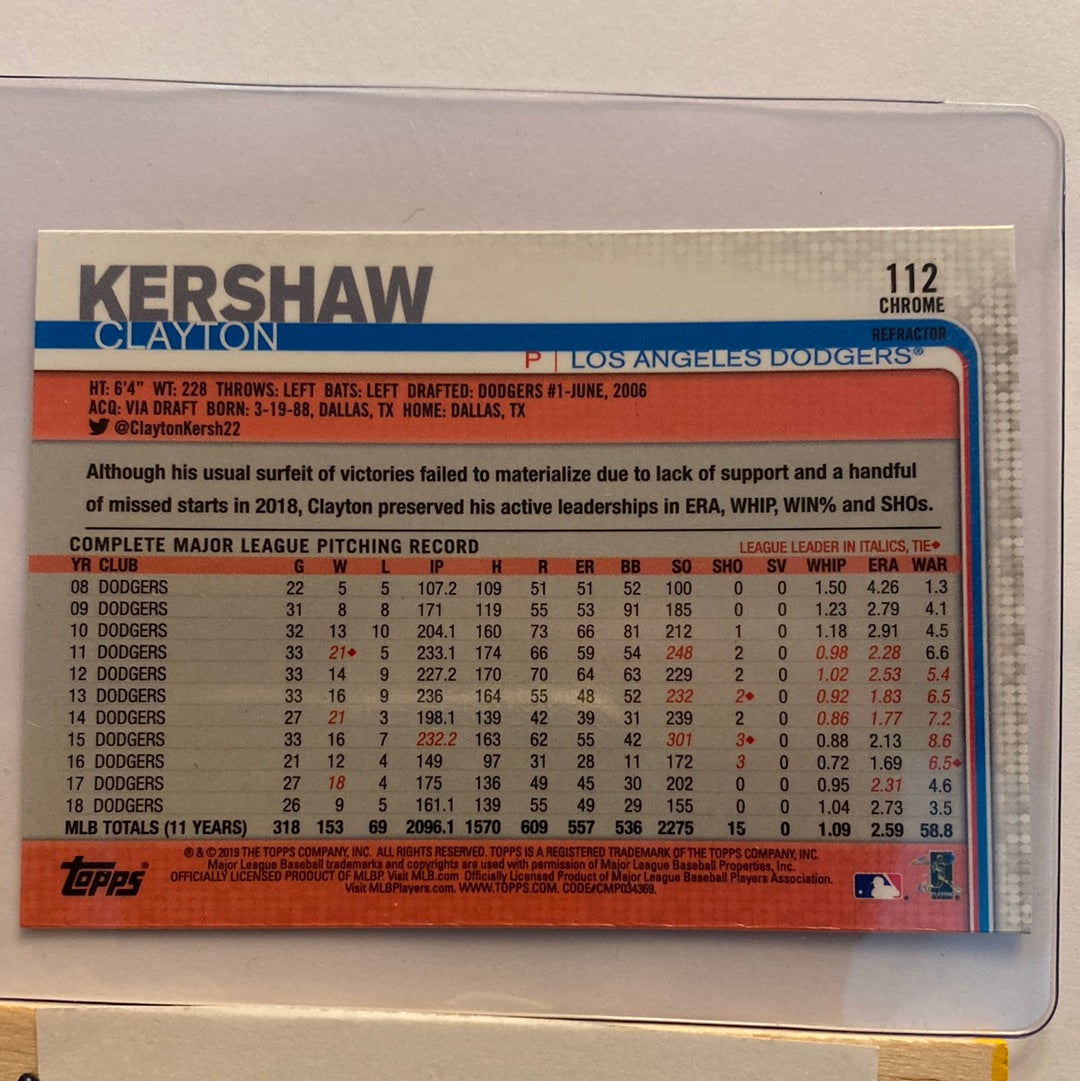 KERSHAW
112
CHROME
CLAYTON
REFRACTOR
P | LOS ANGELES DODGERS®
HT: 6'4" WT: 228 THROWS: LEFT BATS: LEFT DRAFTED: DODGERS #1-JUNE, 2006
ACQ: VIA DRAFT BORN: 3-19-88, DALLAS, TX HOME: DALLAS, TX
@ClaytonKersh22
Although his usual surfeit of victories failed to materialize due to lack of support and a handful
of missed starts in 2018, Clayton preserved his active leaderships in ERA, WHIP, WIN% and SHOs.
COMPLETE MAJOR LEAGUE PITCHING RECORD LEAGUE LEADER IN ITALICS, TIE♦
YR CLUB G W L IP H R ER BB SO SHO SV WHIP ERA WAR
08 DODGERS 22 5 5 107.2 109 51 51 52 100 0 0 1.50 4.26 1.3
09 DODGERS 31 8 8 171 119 55 53 91 185 0 0 1.23 2.79 4.1
10 DODGERS 32 13 10 204.1 160 73 66 81 212 1 0 1.18 2.91 4.5
11 DODGERS 33 21♦ 5 233.1 174 66 59 54 248 2 0 0.98 2.28 6.6
12 DODGERS 33 14 9 227.2 170 70 64 63 229 2 0 1.02 2.53 5.4
13 DODGERS 33 16 9 236 164 55 48 52 232 2♦ 0 0.92 1.83 6.5
14 DODGERS 27 21 3 198.1 139 42 39 31 239 2 0 0.86 1.77 7.2
15 DODGERS 33 16 7 232.2 163 62 55 42 301 3♦ 0 0.88 2.13 8.6
16 DODGERS 21 12 4 149 97 31 28 11 172 3 0 0.72 1.69 6.5♦
17 DODGERS 27 18 4 175 136 49 45 30 202 0 0 0.95 2.31 4.6
18 DODGERS 26 9 5 161.1 139 55 49 29 155 0 0 1.04 2.73 3.5
MLB TOTALS (11 YEARS) 318 153 69 2096.1 1570 609 557 536 2275 15 0 1.09 2.59 58.8
Topps®
® & © 2019 THE TOPPS COMPANY, INC. ALL RIGHTS RESERVED. TOPPS IS A REGISTERED TRADEMARK OF THE TOPPS COMPANY, INC.
Major League Baseball trademarks and copyrights are used with permission of Major League Baseball Properties, Inc.
OFFICIALLY LICENSED PRODUCT OF MLBP. Visit MLB.com Officially Licensed Product of Major League Baseball Players Association.
Visit MLBPlayers.com. WWW.TOPPS.COM. CODE#CMP034369.